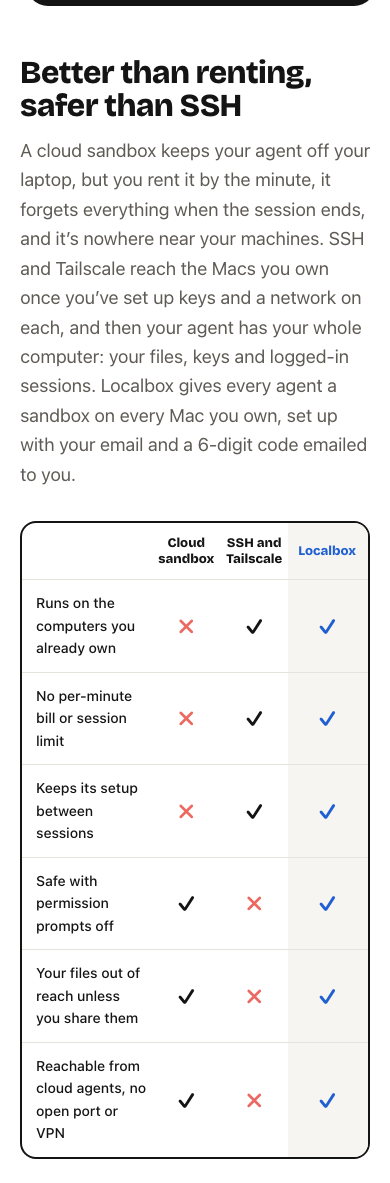 Better than renting,
safer than SSH
A cloud sandbox keeps your agent off your
laptop, but you rent it by the minute, it
forgets everything when the session ends,
and it’s nowhere near your machines. SSH
and Tailscale reach the Macs you own
once you’ve set up keys and a network on
each, and then your agent has your whole
computer: your files, keys and logged-in
sessions. Localbox gives every agent a
sandbox on every Mac you own, set up
with your email and a 6-digit code emailed
to you.
Cloud
sandbox
SSH and
Tailscale
Localbox
Runs on the
computers you
already own
No per-minute
bill or session
limit
Keeps its setup
between
sessions
Safe with
permission
prompts off
Your files out of
reach unless
you share them
Reachable from
cloud agents, no
open port or
VPN